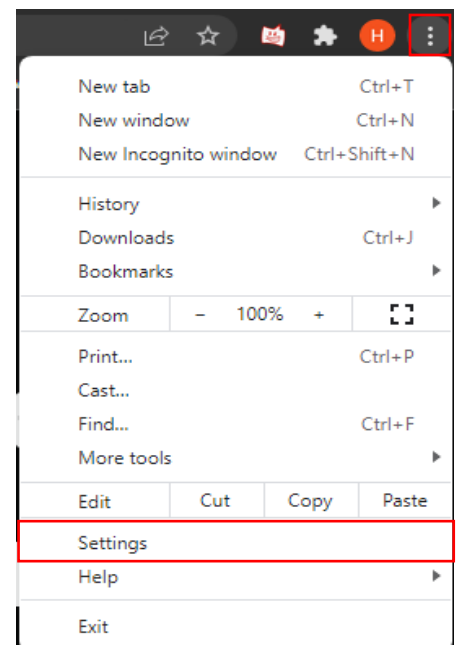 H
New tab Ctrl+T
New window Ctrl+N
New Incognito window Ctrl+Shift+N
History
Downloads Ctrl+J
Bookmarks
Zoom - 100% +
Print... Ctrl+P
Cast...
Find... Ctrl+F
More tools
Edit Cut Copy Paste
Settings
Help
Exit